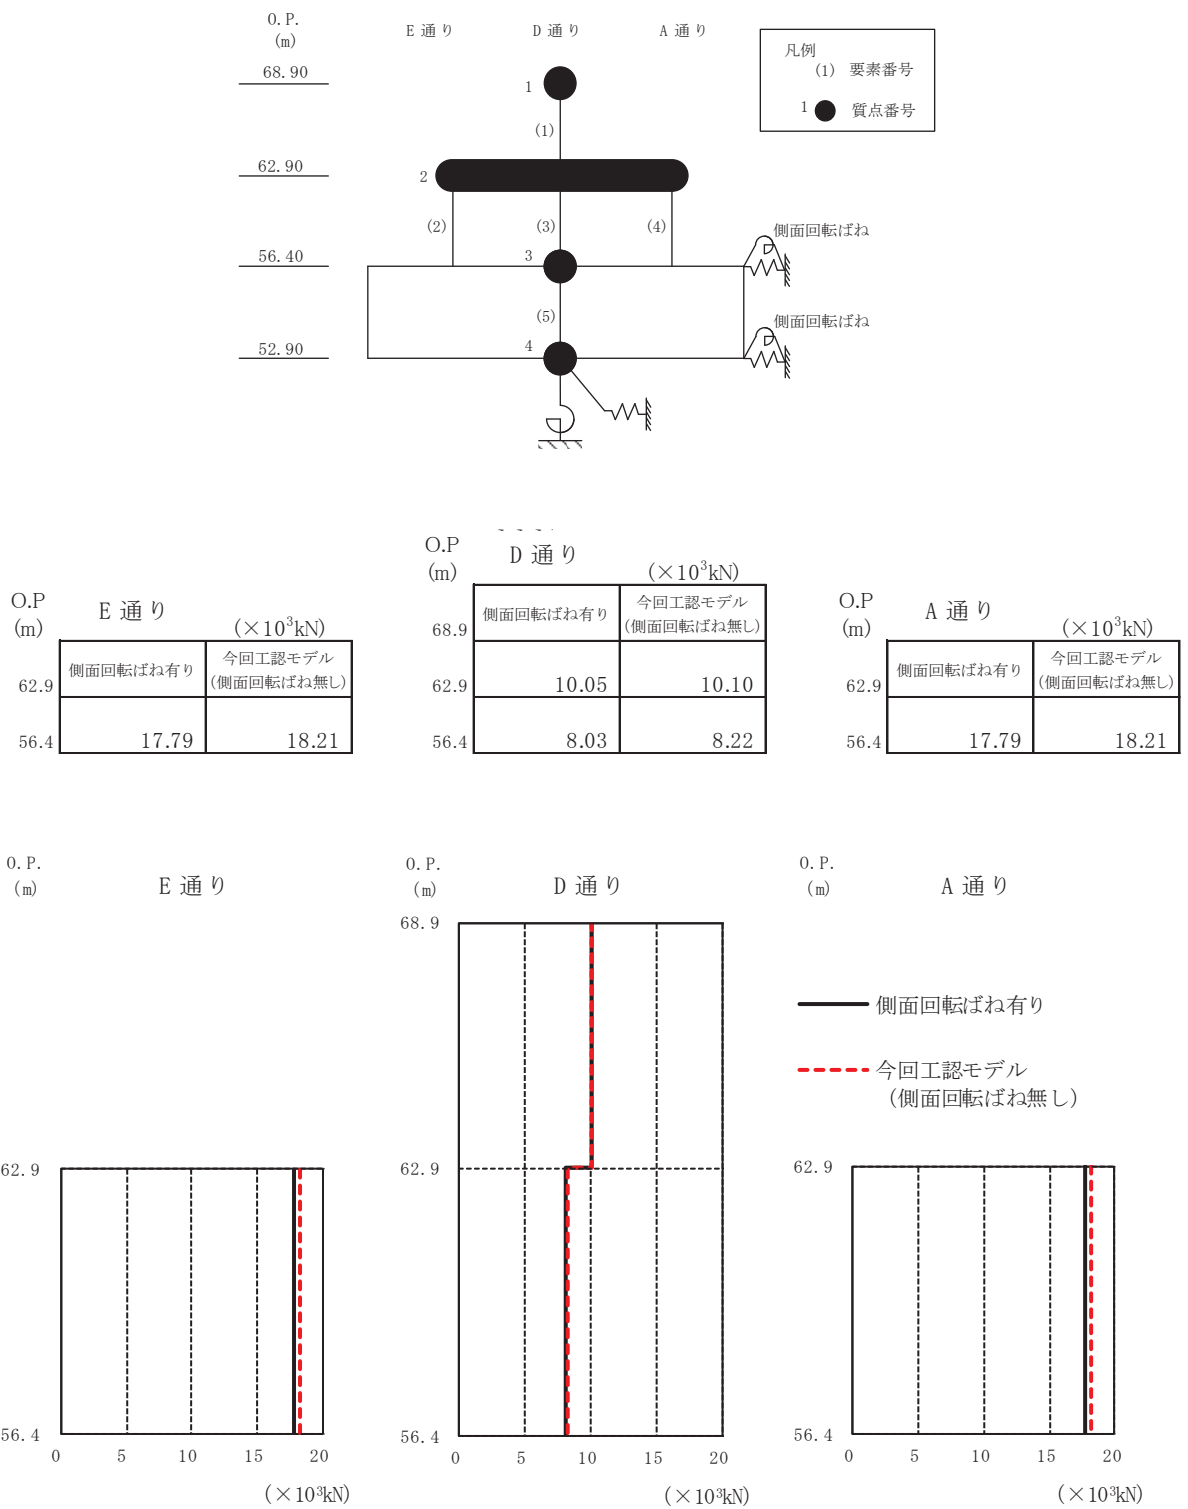 O.P.
(m)
E 通り
D 通り
A 通り
凡例
(1) 要素番号
1 質点番号
68.90
1
(1)
62.90
2
(2)
(3)
(4)
側面回転ばね
56.40
3
(5)
側面回転ばね
52.90
4
O.P
(m)
E 通り
(×10³kN)
側面回転ばね有り
今回工認モデル
(側面回転ばね無し)
62.9
56.4
17.79
18.21
O.P
(m)
D 通り
(×10³kN)
側面回転ばね有り
今回工認モデル
(側面回転ばね無し)
68.9
62.9
10.05
10.10
56.4
8.03
8.22
O.P
(m)
A 通り
(×10³kN)
側面回転ばね有り
今回工認モデル
(側面回転ばね無し)
62.9
56.4
17.79
18.21
O.P.
(m)
E 通り
62.9
56.4
0 5 10 15 20
(×10³kN)
O.P.
(m)
D 通り
68.9
62.9
56.4
0 5 10 15 20
(×10³kN)
O.P.
(m)
A 通り
側面回転ばね有り
今回工認モデル
(側面回転ばね無し)
62.9
56.4
0 5 10 15 20
(×10³kN)